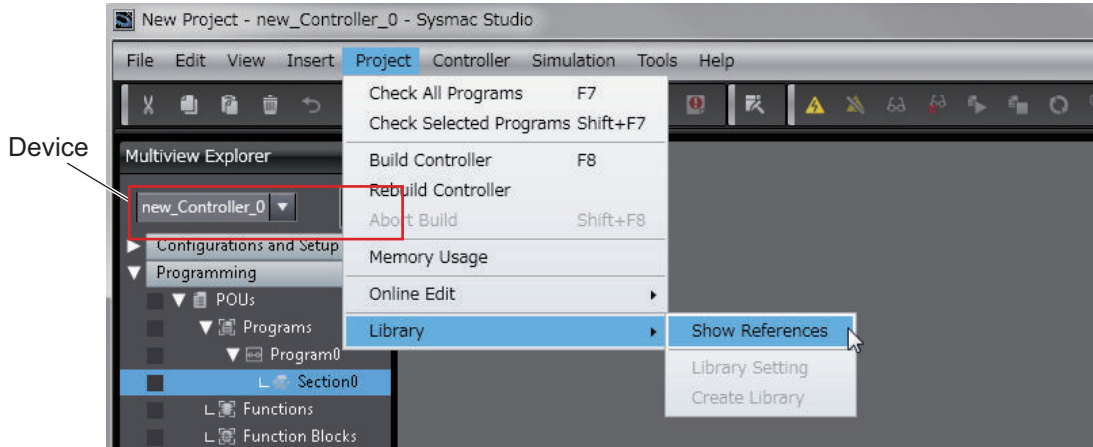 New Project - new_Controller_0 - Sysmac Studio
File Edit View Insert Project Controller Simulation Tools Help
Check All Programs F7
Check Selected Programs Shift+F7
Device
Multiview Explorer
Build Controller F8
new_Controller_0
Rebuild Controller
Abort Build Shift+F8
Configurations and Setup
Memory Usage
Programming
Online Edit
POUs
Programs
Library
Show References
Program0
Library Setting
Section0
Create Library
Functions
Function Blocks